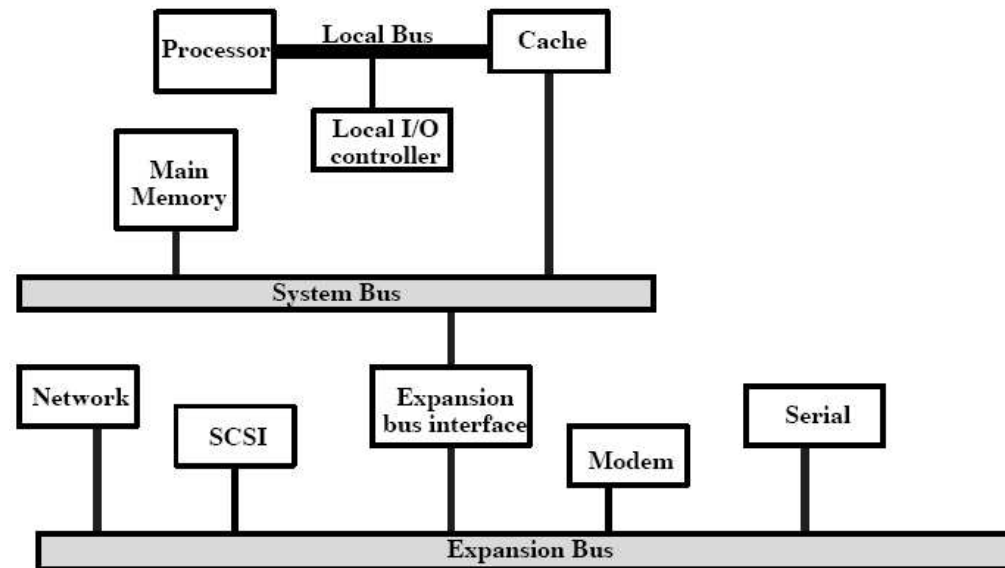 Local Bus
Processor
Cache
Local I/O
controller
Main
Memory
System Bus
Network
SCSI
Expansion
bus interface
Modem
Serial
Expansion Bus